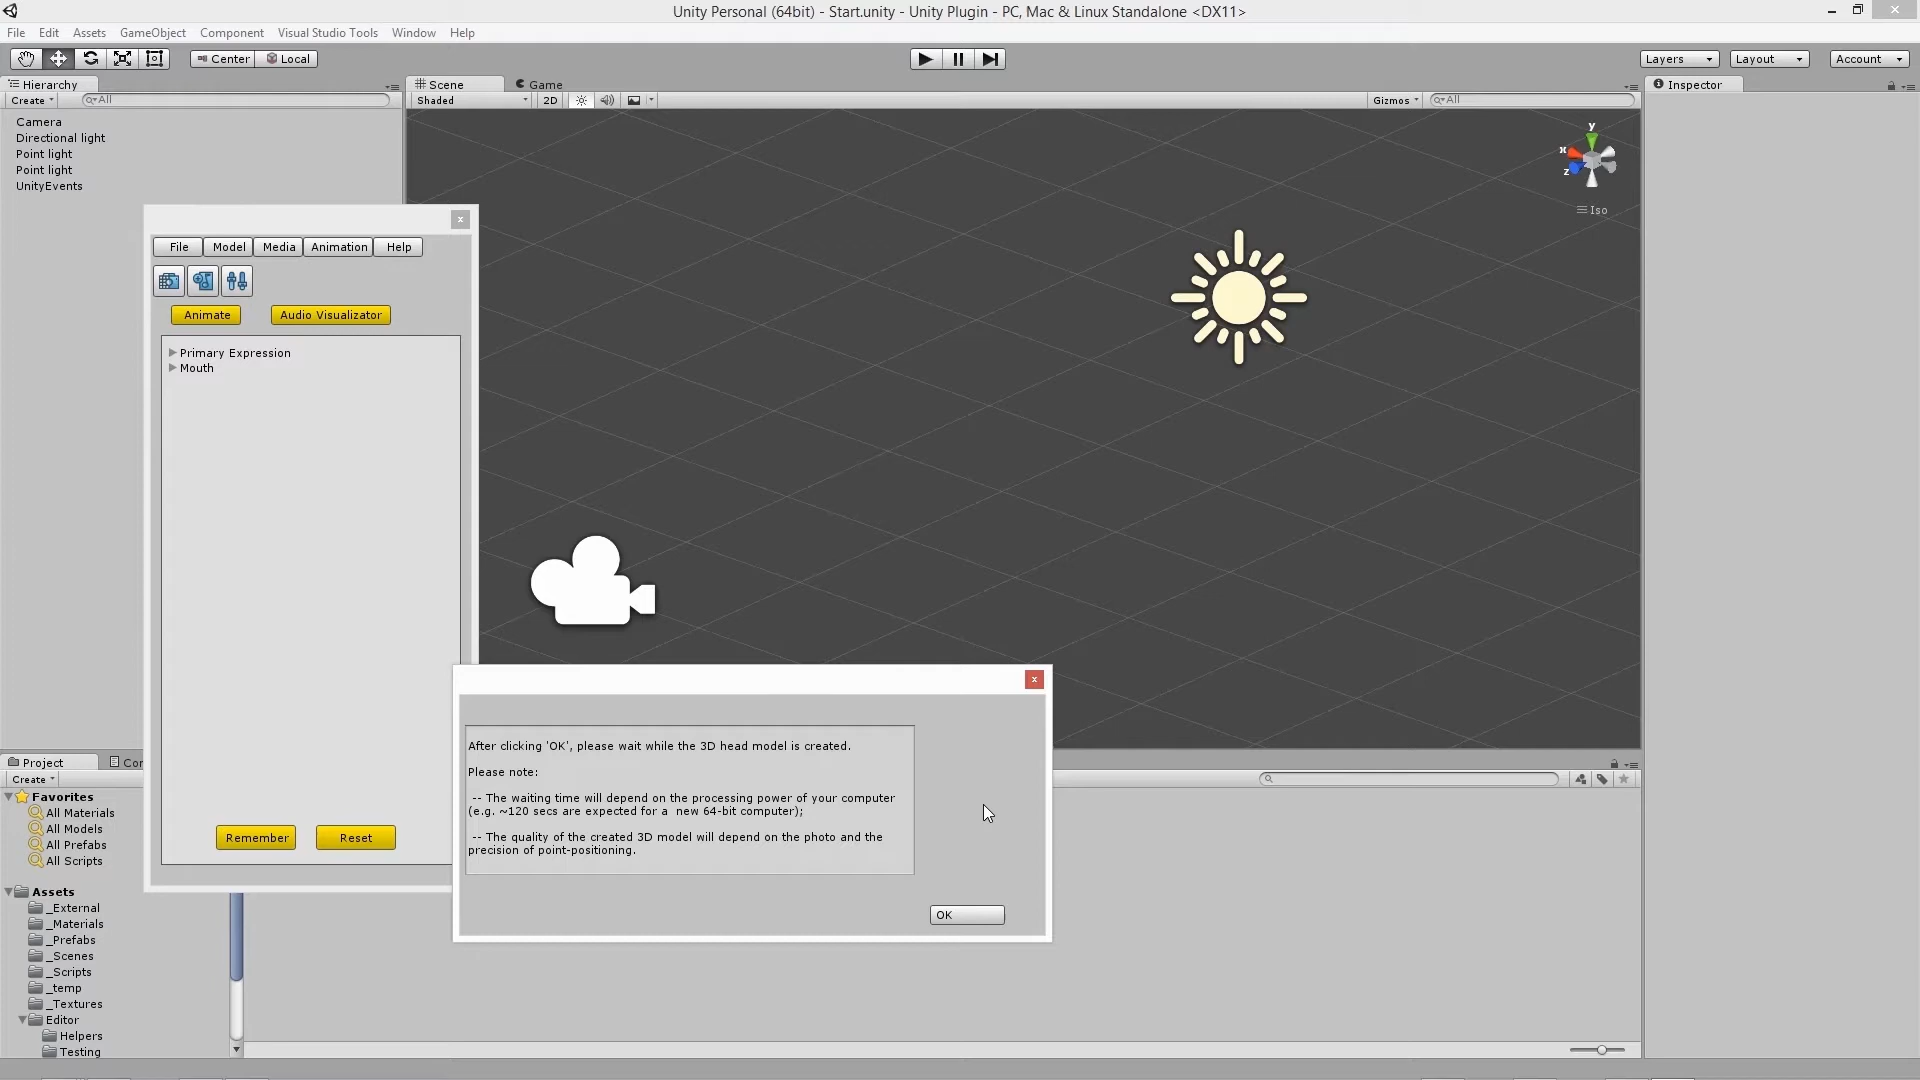 Unity Personal (64bit) - Start.unity - Unity Plugin - PC, Mac & Linux Standalone <DX11>
File Edit Assets GameObject Component Visual Studio Tools Window Help
Center Local Layers Layout Account
Hierarchy Scene Game Inspector
Create All Shaded 2D Gizmos All
Camera
Directional light
Point light
Point light
UnityEvents
y
x
z
Iso
x
File Model Media Animation Help
Animate Audio Visualizator
Primary Expression
Mouth
Remember Reset
x
After clicking 'OK', please wait while the 3D head model is created.
Please note:
-- The waiting time will depend on the processing power of your computer
(e.g. ~120 secs are expected for a new 64-bit computer);
-- The quality of the created 3D model will depend on the photo and the
precision of point-positioning.
OK
Project Con
Create
Favorites
All Materials
All Models
All Prefabs
All Scripts
Assets
_External
_Materials
_Prefabs
_Scenes
_Scripts
_temp
_Textures
Editor
Helpers
Testing